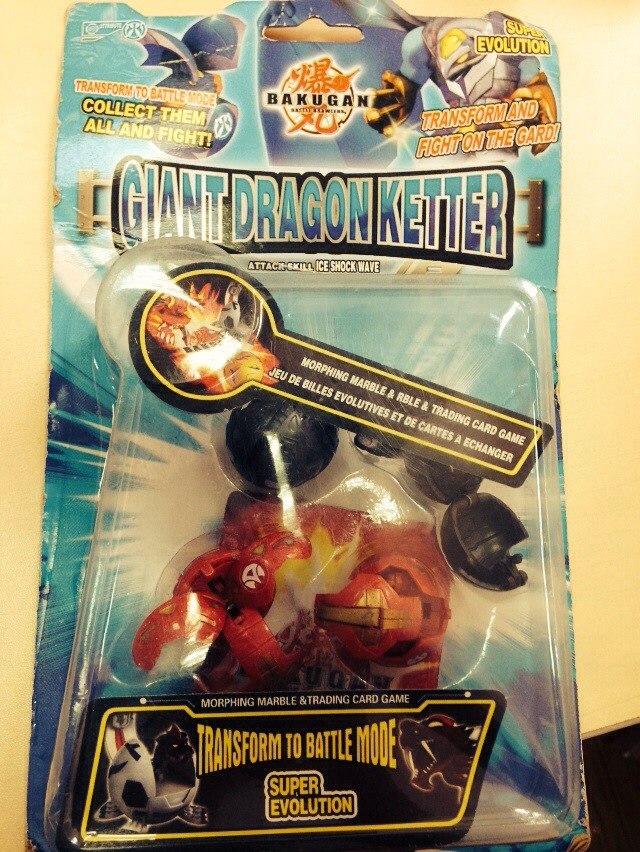 SUPER
EVOLUTION
TRANSFORM TO BATTLE MODE
COLLECT THEM
ALL AND FIGHT!
爆
BAKUGAN
丸
TRANSFORM AND
FIGHT ON THE GARD!
GIANT DRAGON KETTER
ATTACK SKILL ICE SHOCK WAVE
MORPHING MARBLE & RBLE & TRADING CARD GAME
JEU DE BILLES EVOLUTIVES ET DE CARTES A ECHANGER
MORPHING MARBLE &TRADING CARD GAME
TRANSFORM TO BATTLE MODE
SUPER
EVOLUTION